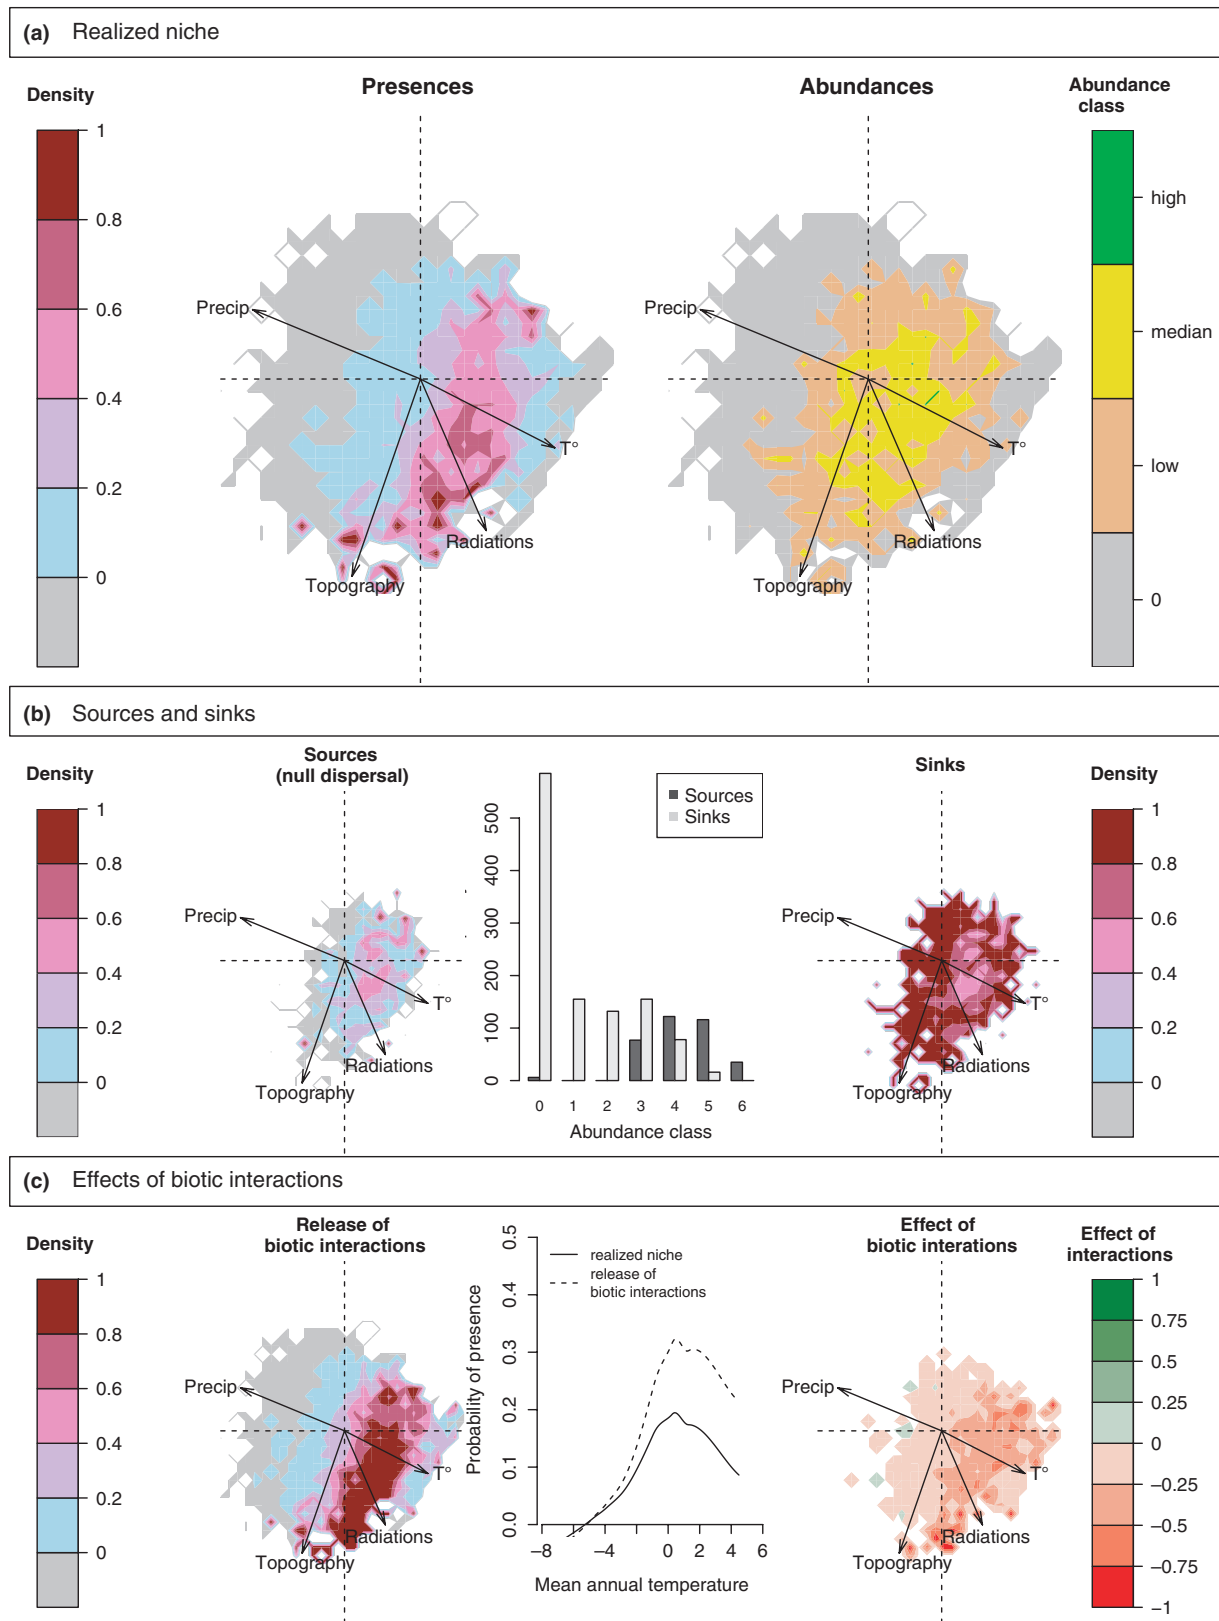 (a) Realized niche
Density
Presences
Abundances
Abundance
class
1
0.8
0.6
0.4
0.2
0
Precip
T°
Radiations
Topography
Precip
T°
Radiations
Topography
high
median
low
0
(b) Sources and sinks
Density
1
0.8
0.6
0.4
0.2
0
Sources
(null dispersal)
Precip
T°
Radiations
Topography
Sources
Sinks
500
400
300
200
100
0
0 1 2 3 4 5 6
Abundance class
Sinks
Precip
T°
Radiations
Topography
Density
1
0.8
0.6
0.4
0.2
0
(c) Effects of biotic interactions
Density
1
0.8
0.6
0.4
0.2
0
Release of
biotic interactions
Precip
T°
Radiations
Topography
Probability of presence
0.5
0.4
0.3
0.2
0.1
0.0
realized niche
release of
biotic interactions
−8 −4 0 2 4 6
Mean annual temperature
Effect of
biotic interations
Precip
T°
Radiations
Topography
Effect of
interactions
1
0.75
0.5
0.25
0
−0.25
−0.5
−0.75
−1